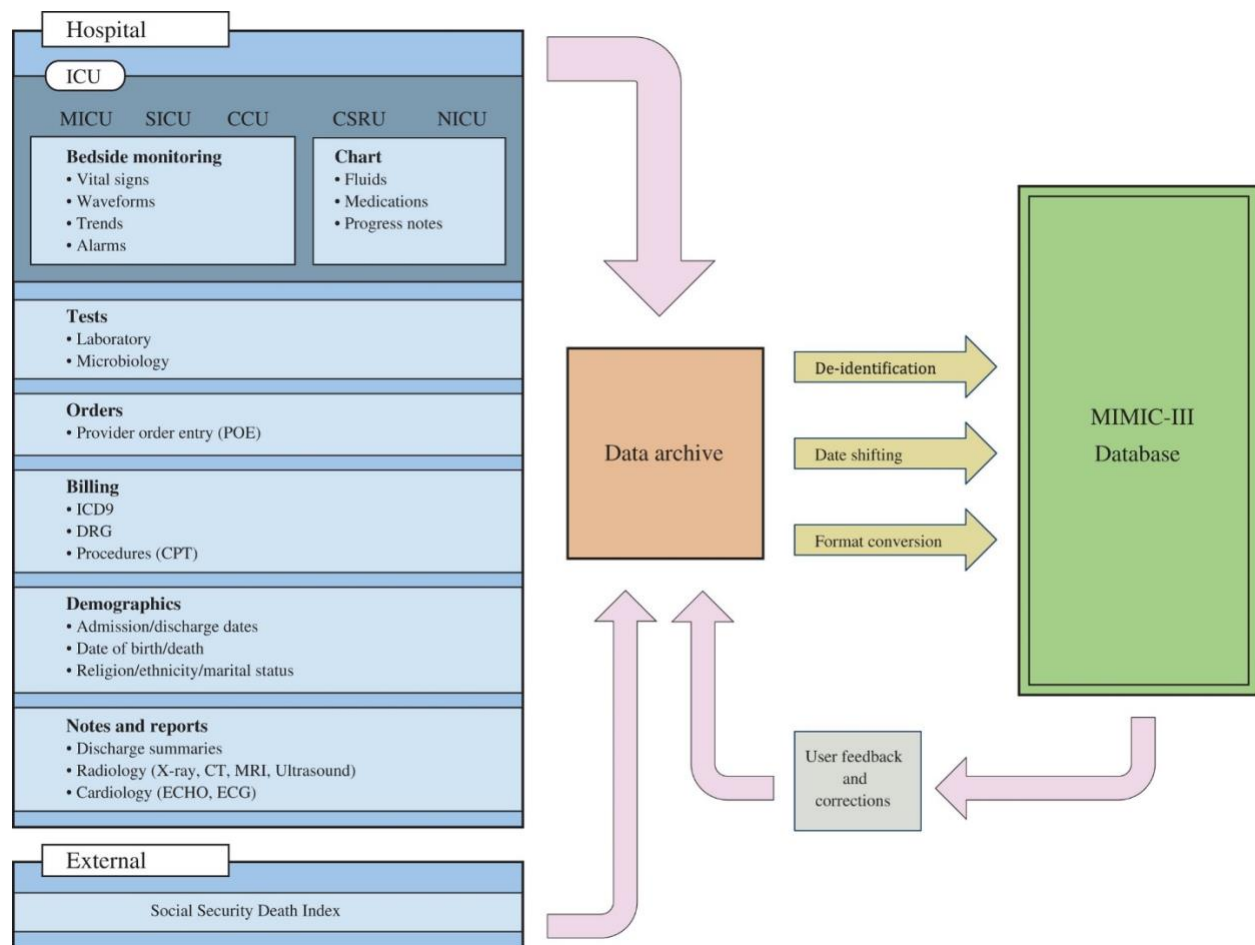 Hospital
ICU
MICU SICU CCU CSRU NICU
Bedside monitoring
• Vital signs
• Waveforms
• Trends
• Alarms
Chart
• Fluids
• Medications
• Progress notes
Tests
• Laboratory
• Microbiology
Orders
• Provider order entry (POE)
Billing
• ICD9
• DRG
• Procedures (CPT)
Demographics
• Admission/discharge dates
• Date of birth/death
• Religion/ethnicity/marital status
Notes and reports
• Discharge summaries
• Radiology (X-ray, CT, MRI, Ultrasound)
• Cardiology (ECHO, ECG)
External
Social Security Death Index
Data archive
De-identification
Date shifting
Format conversion
MIMIC-III
Database
User feedback
and
corrections